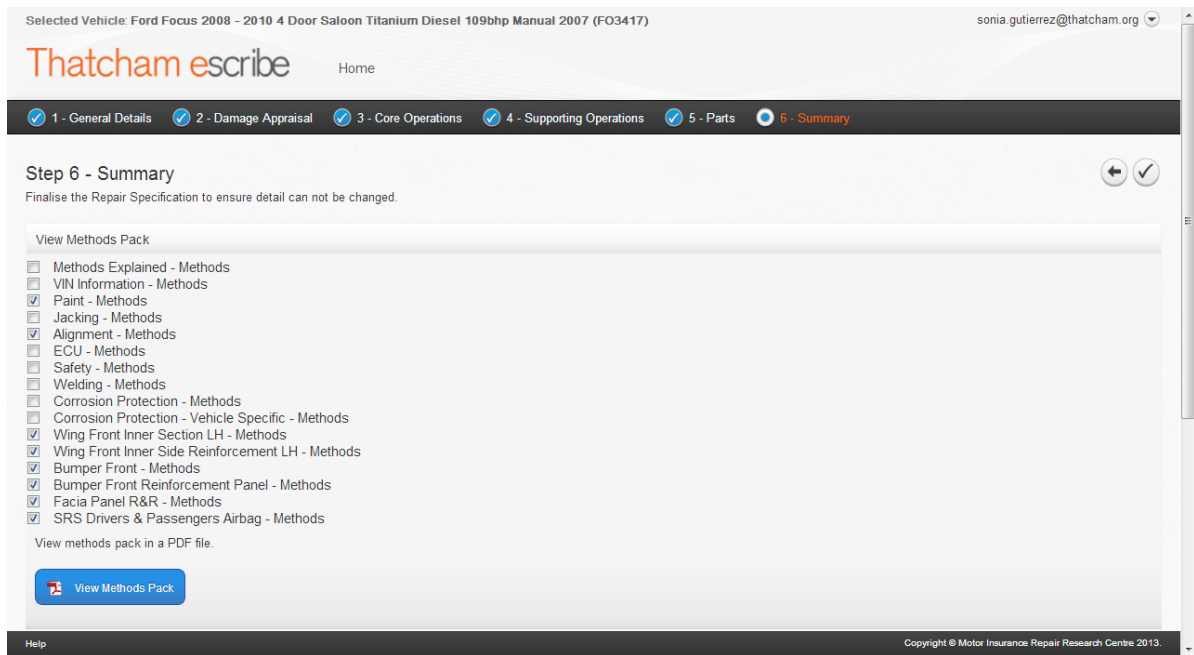 Selected Vehicle: Ford Focus 2008 - 2010 4 Door Saloon Titanium Diesel 109bhp Manual 2007 (FO3417)
sonia.gutierrez@thatcham.org
Thatcham escribe
Home
1 - General Details
2 - Damage Appraisal
3 - Core Operations
4 - Supporting Operations
5 - Parts
6 - Summary
Step 6 - Summary
Finalise the Repair Specification to ensure detail can not be changed.
View Methods Pack
Methods Explained - Methods
VIN Information - Methods
Paint - Methods
Jacking - Methods
Alignment - Methods
ECU - Methods
Safety - Methods
Welding - Methods
Corrosion Protection - Methods
Corrosion Protection - Vehicle Specific - Methods
Wing Front Inner Section LH - Methods
Wing Front Inner Side Reinforcement LH - Methods
Bumper Front - Methods
Bumper Front Reinforcement Panel - Methods
Facia Panel R&R - Methods
SRS Drivers & Passengers Airbag - Methods
View methods pack in a PDF file.
View Methods Pack
Help
Copyright © Motor Insurance Repair Research Centre 2013.